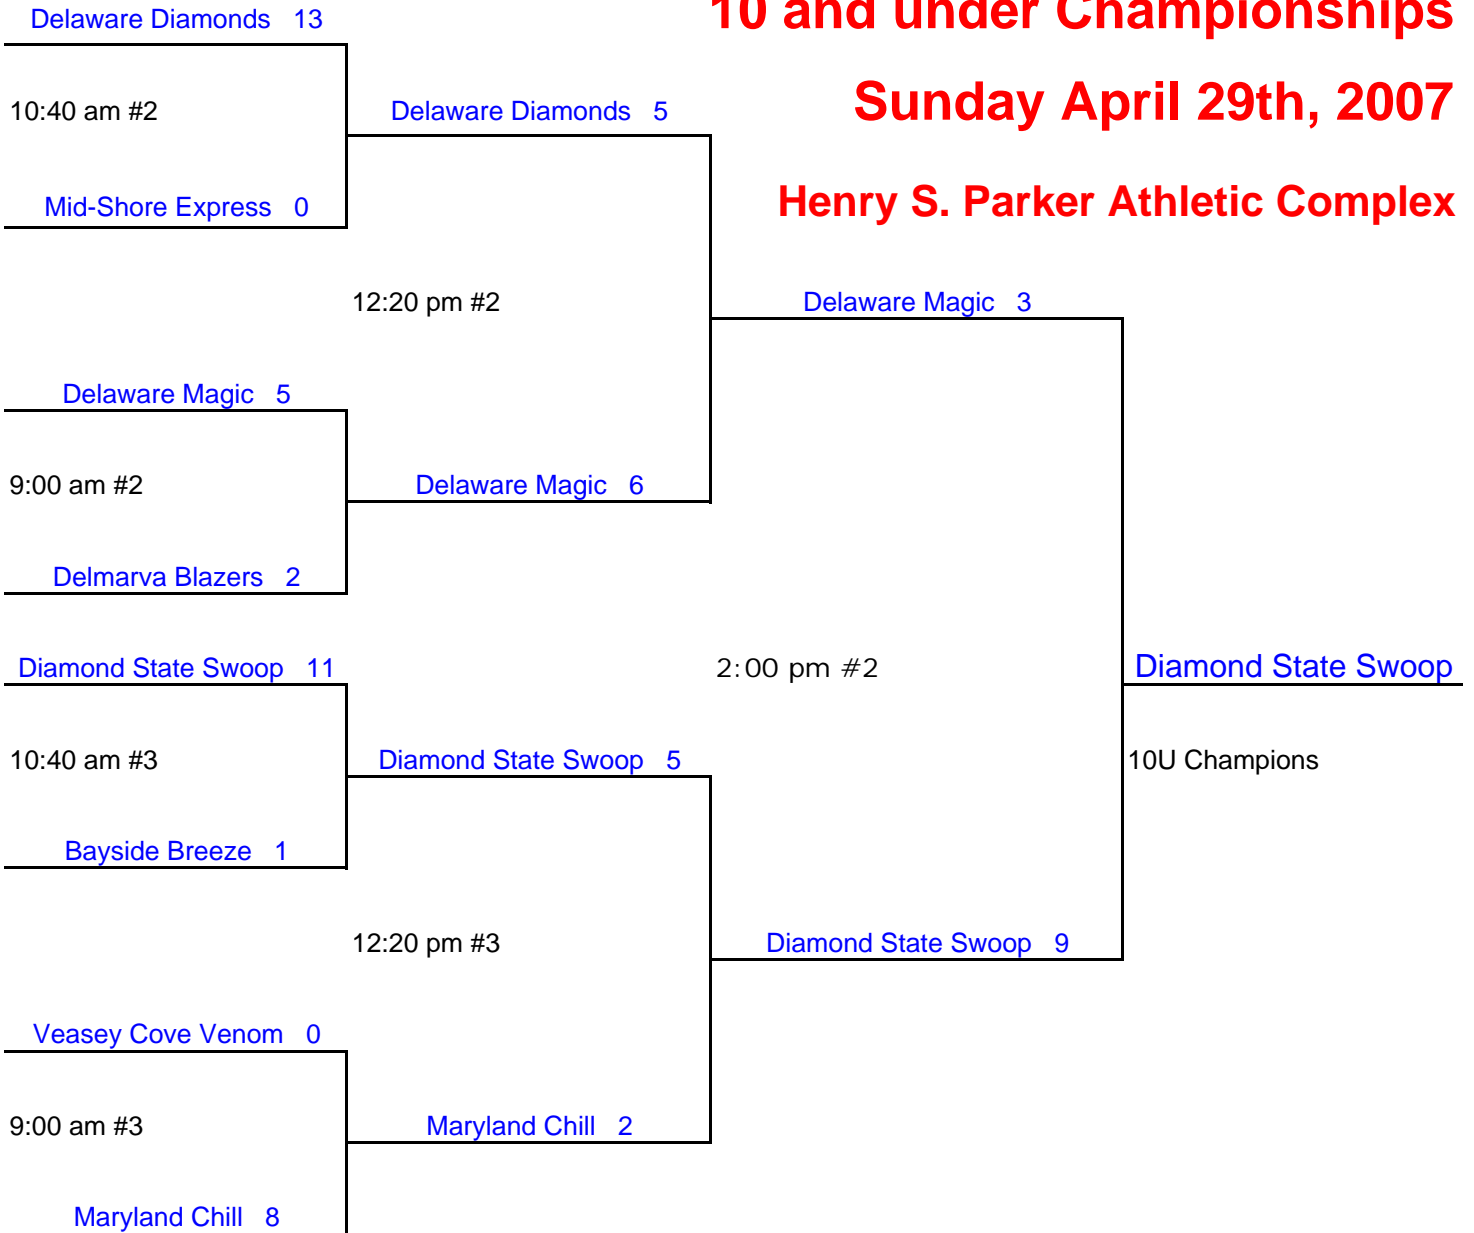 10 and under Championships
Delaware Diamonds 13
10:40 am #2
Delaware Diamonds 5
Sunday April 29th, 2007
Mid-Shore Express 0
Henry S. Parker Athletic Complex
12:20 pm #2
Delaware Magic 3
Delaware Magic 5
9:00 am #2
Delaware Magic 6
Delmarva Blazers 2
Diamond State Swoop 11
2:00 pm #2
Diamond State Swoop
10:40 am #3
Diamond State Swoop 5
10U Champions
Bayside Breeze 1
12:20 pm #3
Diamond State Swoop 9
Veasey Cove Venom 0
9:00 am #3
Maryland Chill 2
Maryland Chill 8